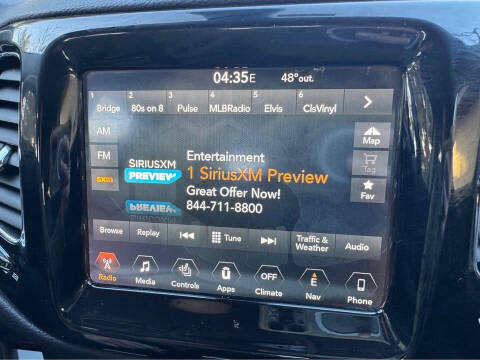 04:35E 48°out.
1 2 3 4 5 6
Bridge 80s on 8 Pulse MLBRadio Elvis ClsVinyl
AM
Map
FM
SIRIUSXM Entertainment
SXM PREVIEW 1 SiriusXM Preview
Tag
Great Offer Now!
Fav
844-711-8800
Browse Replay Tune Traffic & Weather Audio
OFF E
Radio Media Controls Apps Climate Nav Phone